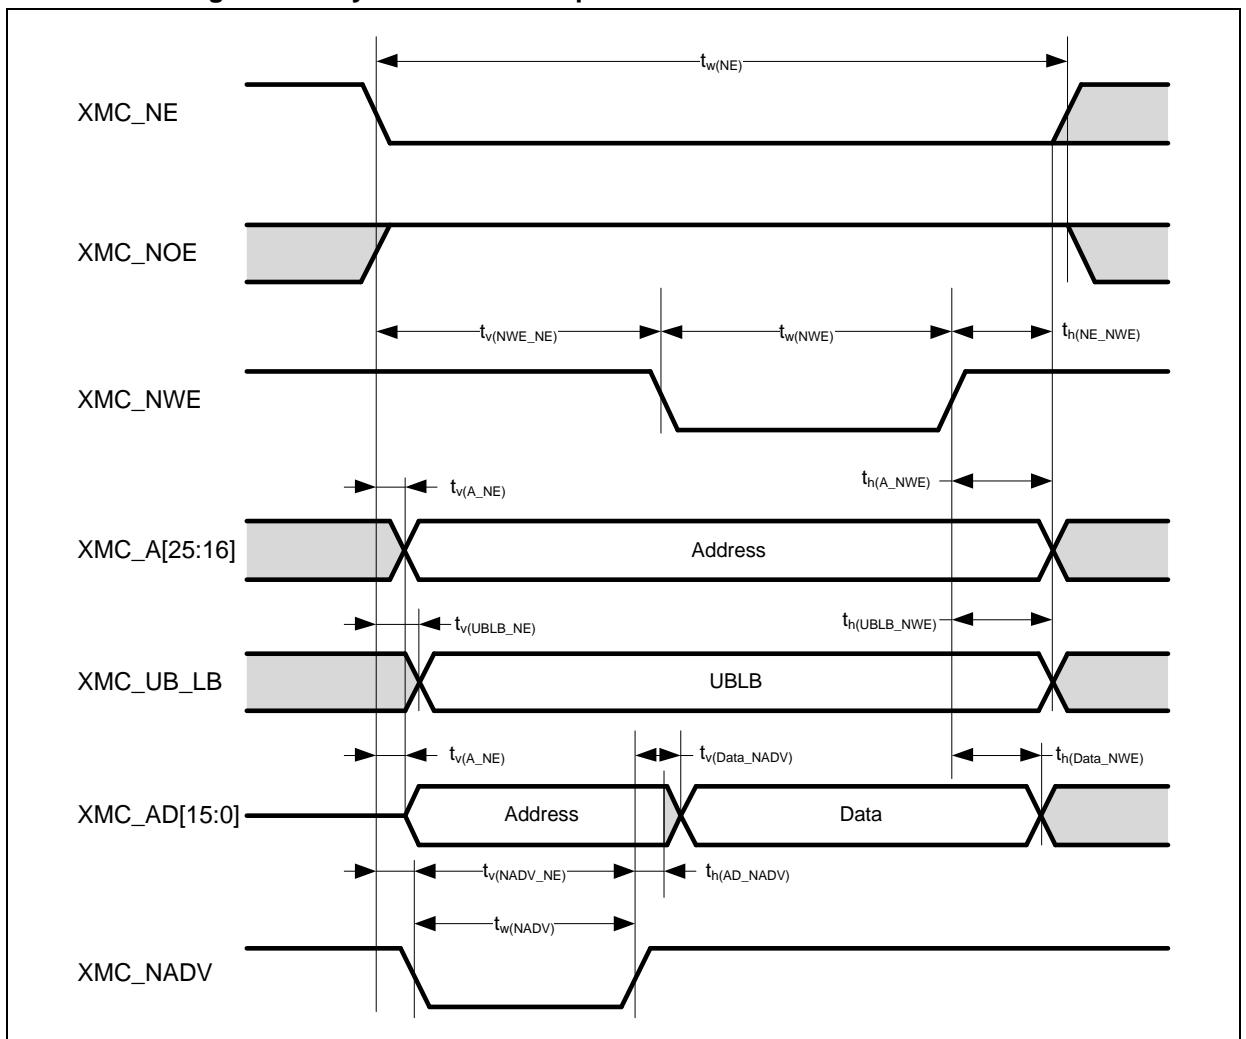 t_w(NE)
XMC_NE
XMC_NOE
t_v(NWE_NE) t_w(NWE) t_h(NE_NWE)
XMC_NWE
t_v(A_NE) t_h(A_NWE)
XMC_A[25:16] Address
t_v(UBLB_NE) t_h(UBLB_NWE)
XMC_UB_LB UBLB
t_v(A_NE) t_v(Data_NADV) t_h(Data_NWE)
XMC_AD[15:0] Address Data
t_v(NADV_NE) t_h(AD_NADV)
t_w(NADV)
XMC_NADV